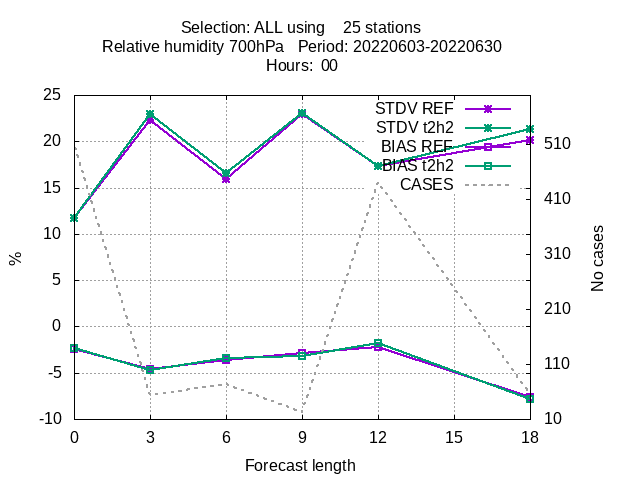 Selection: ALL using    25 stations
Relative humidity 700hPa   Period: 20220603-20220630
Hours:  00
STDV REF
STDV t2h2
BIAS REF
BIAS t2h2
CASES
25
20
15
10
5
0
-5
-10
%
510
410
310
210
110
10
No cases
0 3 6 9 12 15 18
Forecast length